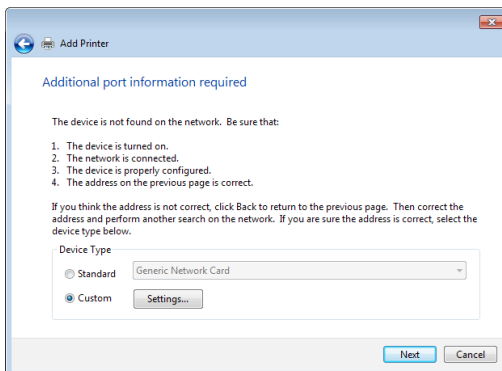 Add Printer
Additional port information required
The device is not found on the network.  Be sure that:
1.  The device is turned on.
2.  The network is connected.
3.  The device is properly configured.
4.  The address on the previous page is correct.
If you think the address is not correct, click Back to return to the previous page.  Then correct the
address and perform another search on the network.  If you are sure the address is correct, select the
device type below.
Device Type
Standard
Generic Network Card
Custom
Settings...
Next
Cancel